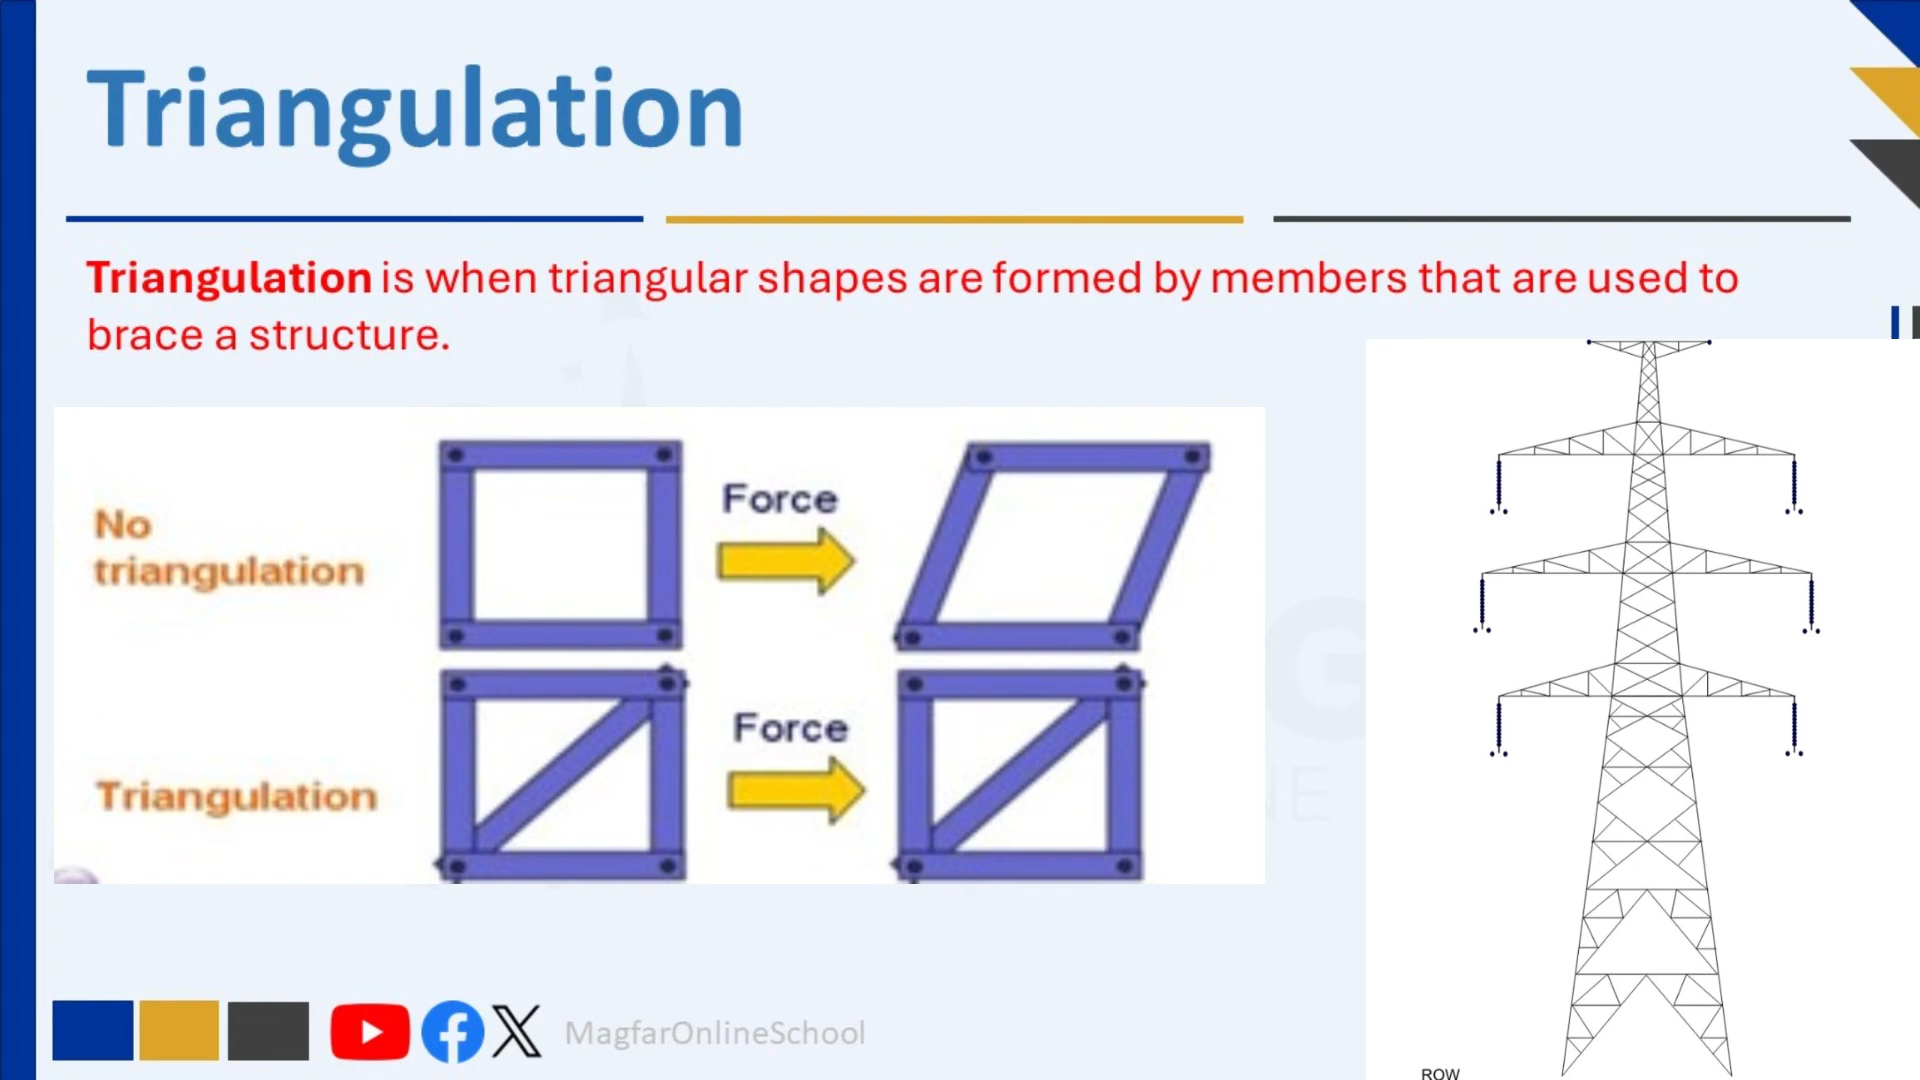 Triangulation
Triangulation is when triangular shapes are formed by members that are used to
brace a structure.
No
triangulation
Force
Triangulation
Force
MagfarOnlineSchool
ROW